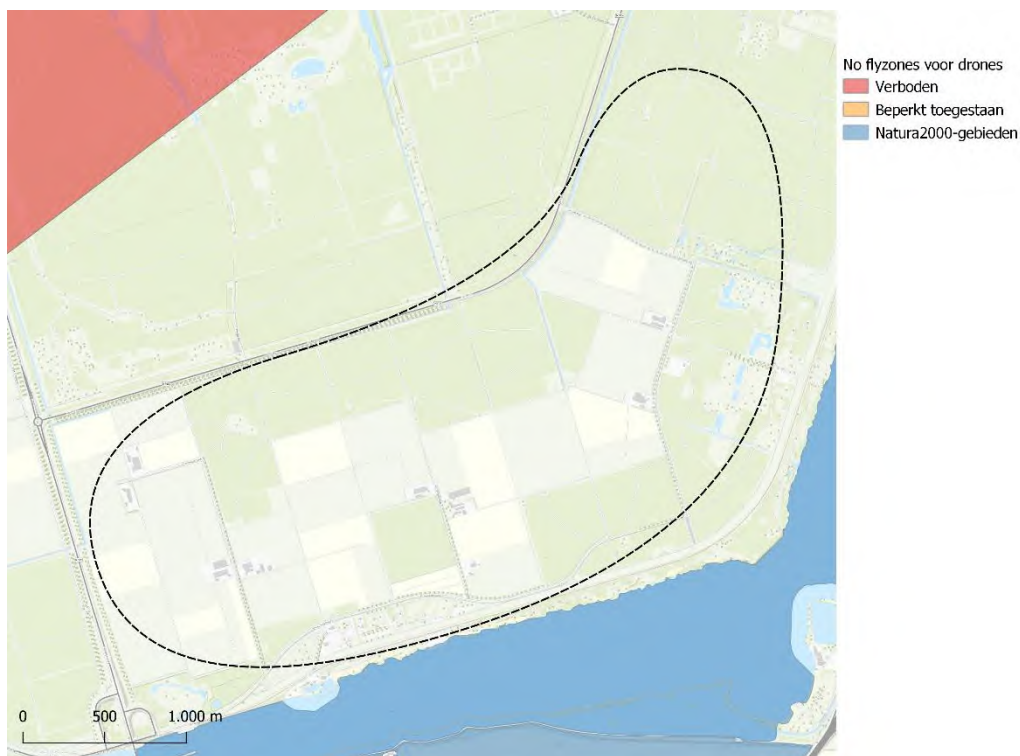 No flyzones voor drones
Verboden
Beperkt toegestaan
Natura2000-gebieden
0 500 1.000 m